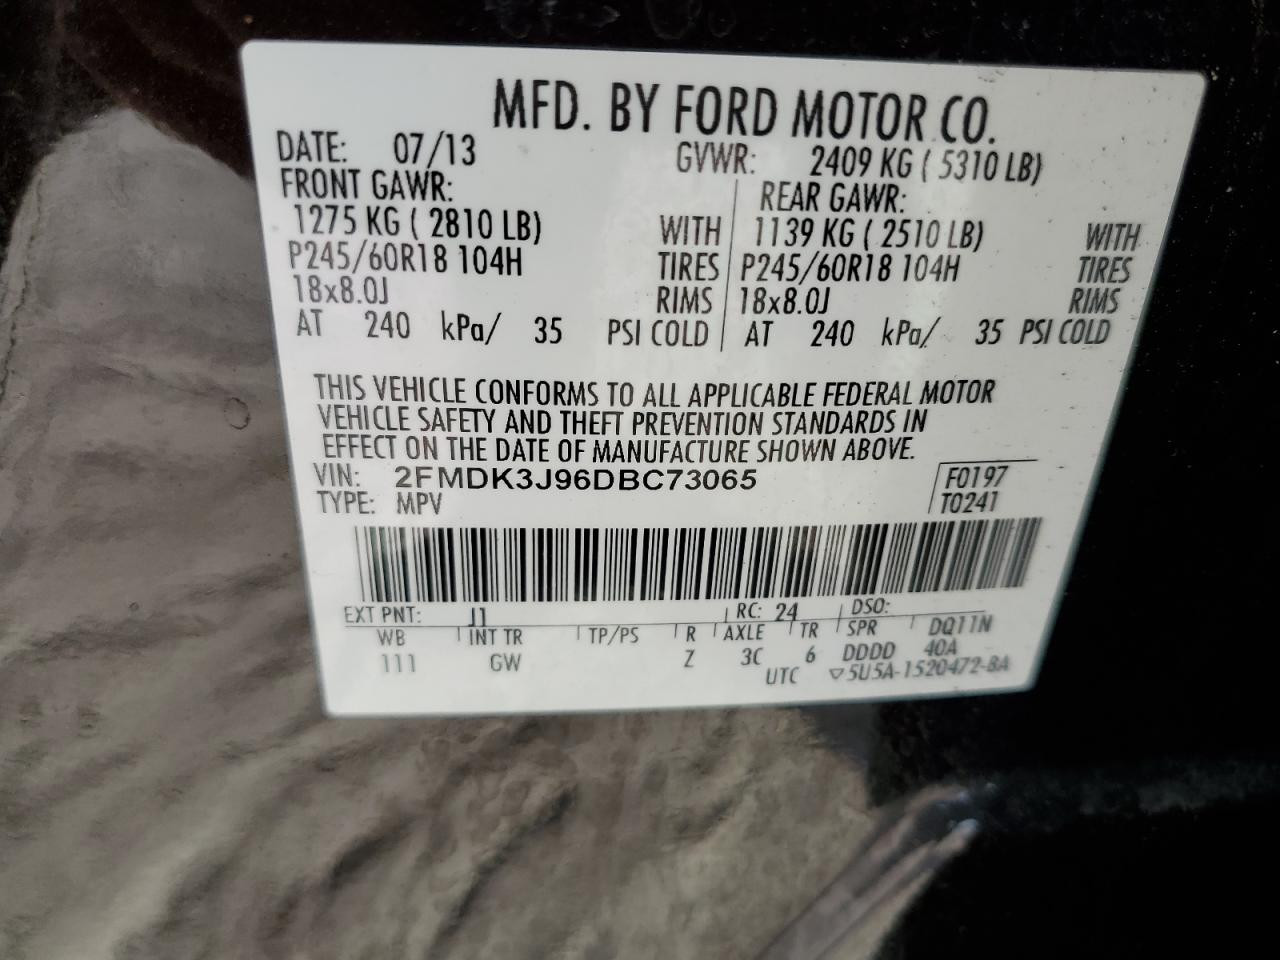 MFD. BY FORD MOTOR CO.
DATE: 07/13 GVWR: 2409 KG ( 5310 LB)
FRONT GAWR: REAR GAWR:
1275 KG ( 2810 LB) WITH 1139 KG ( 2510 LB) WITH
P245/60R18 104H TIRES P245/60R18 104H TIRES
18x8.0J RIMS 18x8.0J RIMS
AT 240 kPa/ 35 PSI COLD AT 240 kPa/ 35 PSI COLD
THIS VEHICLE CONFORMS TO ALL APPLICABLE FEDERAL MOTOR
VEHICLE SAFETY AND THEFT PREVENTION STANDARDS IN
EFFECT ON THE DATE OF MANUFACTURE SHOWN ABOVE.
VIN: 2FMDK3J96DBC73065 F0197
TYPE: MPV T0241
EXT PNT: J1 RC: 24 DSO:
WB INT TR TP/PS R AXLE TR SPR DQ11N
111 GW Z 3C 6 DDDD 40A
UTC ▽5U5A-1520472-BA